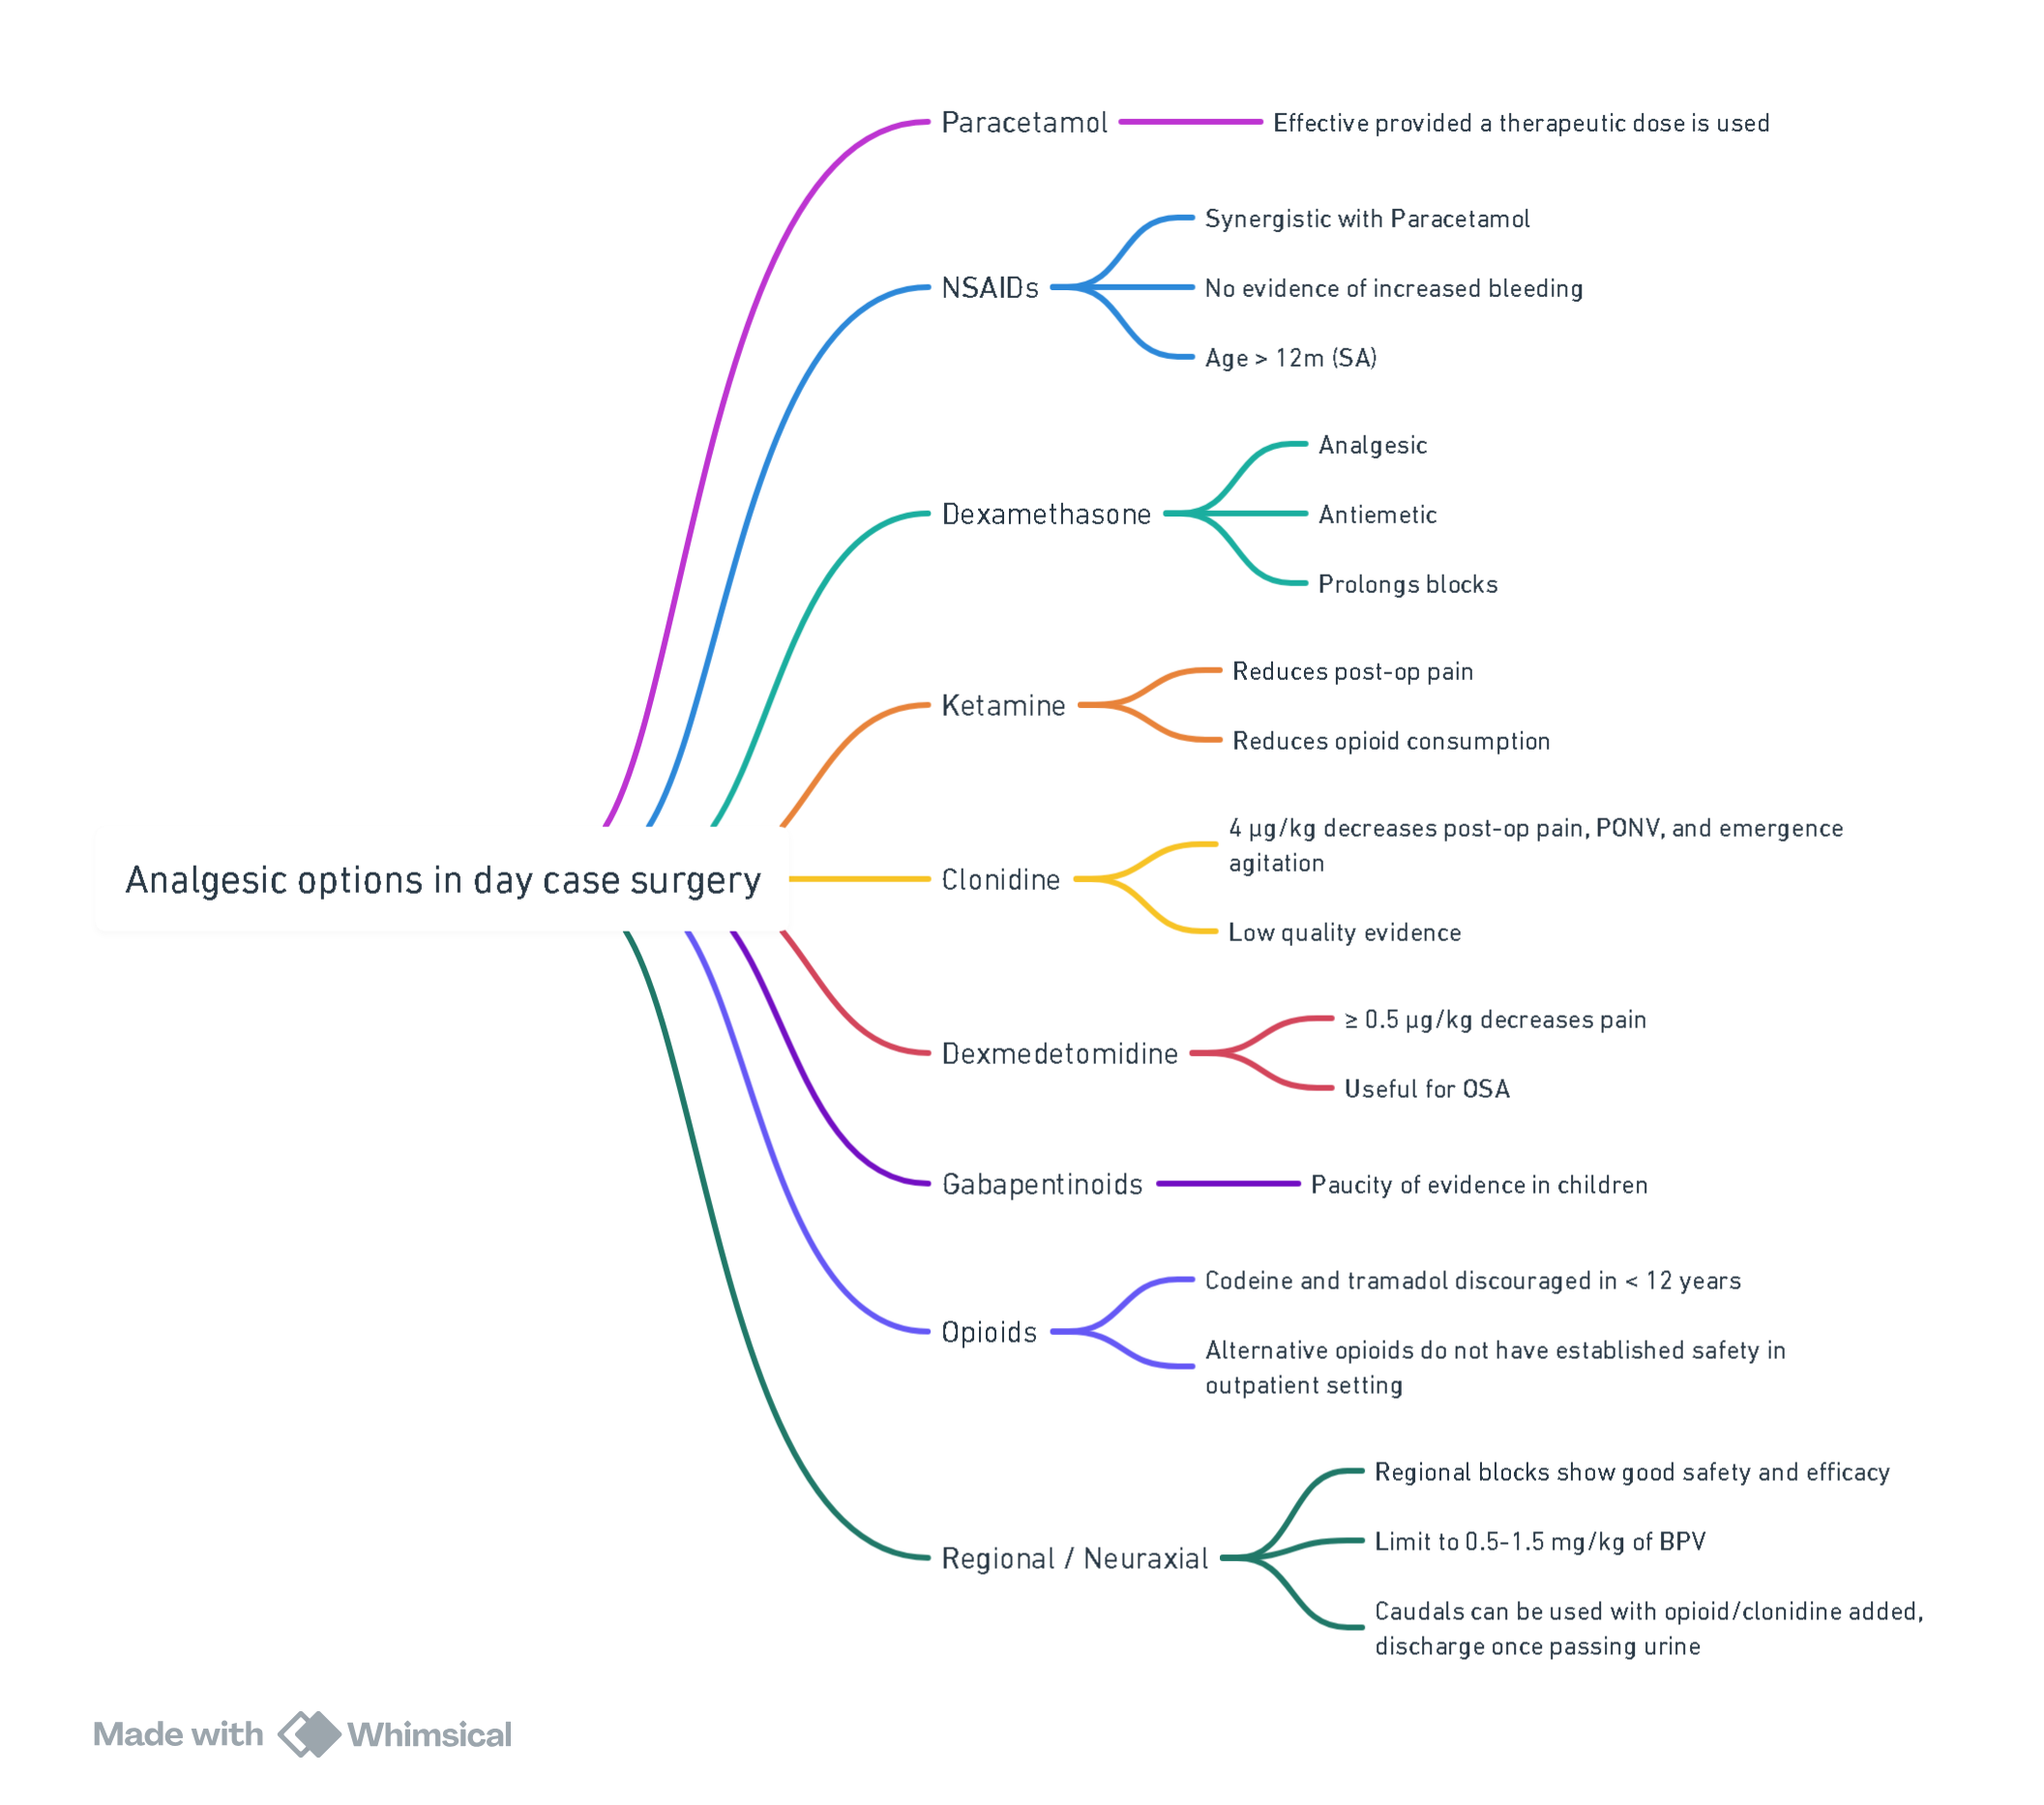 Paracetamol
Effective provided a therapeutic dose is used
NSAIDs
Synergistic with Paracetamol
No evidence of increased bleeding
Age > 12m (SA)
Dexamethasone
Analgesic
Antiemetic
Prolongs blocks
Ketamine
Reduces post-op pain
Reduces opioid consumption
Analgesic options in day case surgery
Clonidine
4 µg/kg decreases post-op pain, PONV, and emergence
agitation
Low quality evidence
Dexmedetomidine
≥ 0.5 µg/kg decreases pain
Useful for OSA
Gabapentinoids
Paucity of evidence in children
Opioids
Codeine and tramadol discouraged in < 12 years
Alternative opioids do not have established safety in
outpatient setting
Regional / Neuraxial
Regional blocks show good safety and efficacy
Limit to 0.5-1.5 mg/kg of BPV
Caudals can be used with opioid/clonidine added,
discharge once passing urine
Made with Whimsical